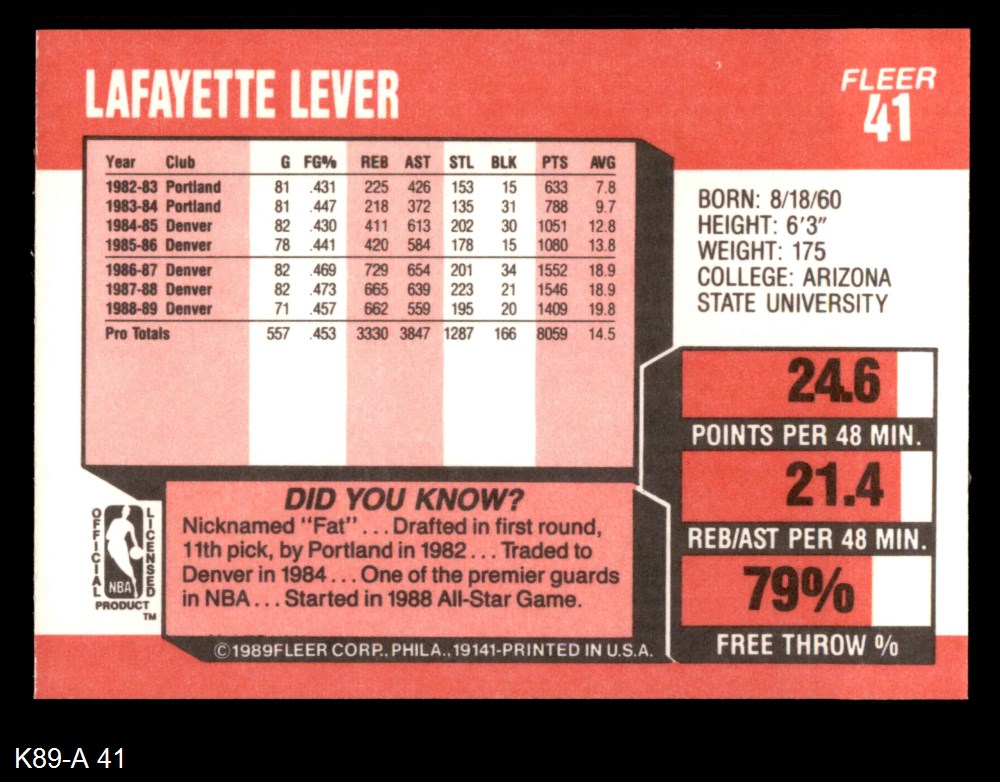 LAFAYETTE LEVER
FLEER
41
Year Club G FG% REB AST STL BLK PTS AVG
1982-83 Portland 81 .431 225 426 153 15 633 7.8
1983-84 Portland 81 .447 218 372 135 31 788 9.7
1984-85 Denver 82 .430 411 613 202 30 1051 12.8
1985-86 Denver 78 .441 420 584 178 15 1080 13.8
1986-87 Denver 82 .469 729 654 201 34 1552 18.9
1987-88 Denver 82 .473 665 639 223 21 1546 18.9
1988-89 Denver 71 .457 662 559 195 20 1409 19.8
Pro Totals 557 .453 3330 3847 1287 166 8059 14.5
BORN: 8/18/60
HEIGHT: 6'3"
WEIGHT: 175
COLLEGE: ARIZONA
STATE UNIVERSITY
24.6
POINTS PER 48 MIN.
21.4
REB/AST PER 48 MIN.
79%
FREE THROW %
DID YOU KNOW?
Nicknamed "Fat" . . . Drafted in first round,
11th pick, by Portland in 1982 . . . Traded to
Denver in 1984 . . . One of the premier guards
in NBA . . . Started in 1988 All-Star Game.
OFFICIAL
LICENSED
NBA
PRODUCT
TM
©1989 FLEER CORP., PHILA., 19141-PRINTED IN U.S.A.
K89-A 41